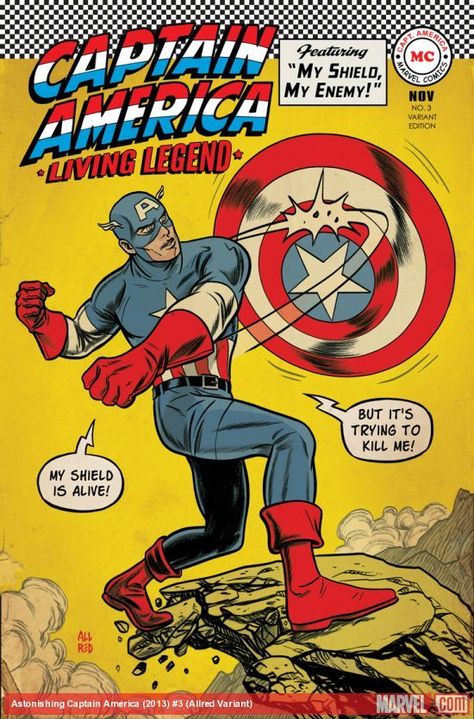 CAPTAIN
AMERICA
LIVING LEGEND
Featuring
"MY SHIELD,
MY ENEMY!"
CAPT. AMERICA
MC
MARVEL COMICS
NOV
NO. 3
VARIANT
EDITION
A
MY SHIELD
IS ALIVE!
BUT IT'S
TRYING TO
KILL ME!
ALL
RED
Astonishing Captain America (2013) #3 (Allred Variant)
MARVEL.com